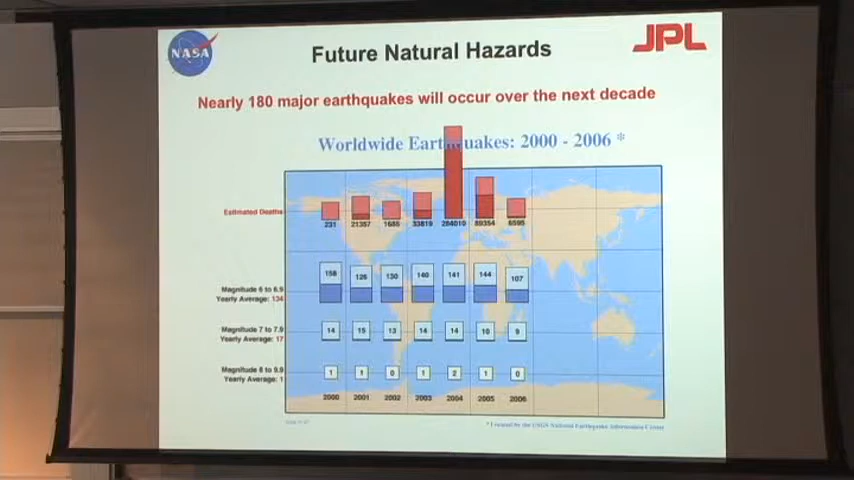 NASA
JPL
Future Natural Hazards
Nearly 180 major earthquakes will occur over the next decade
Worldwide Earthquakes: 2000 - 2006 *
Estimated Deaths
231 21357 1685 33819 284010 89354 6595
Magnitude 6 to 6.9
Yearly Average: 134
158 126 130 140 141 144 107
Magnitude 7 to 7.9
Yearly Average: 17
14 15 13 14 14 10 9
Magnitude 8 to 9.9
Yearly Average: 1
1 1 0 1 2 1 0
2000 2001 2002 2003 2004 2005 2006
* Located by the USGS National Earthquake Information Center